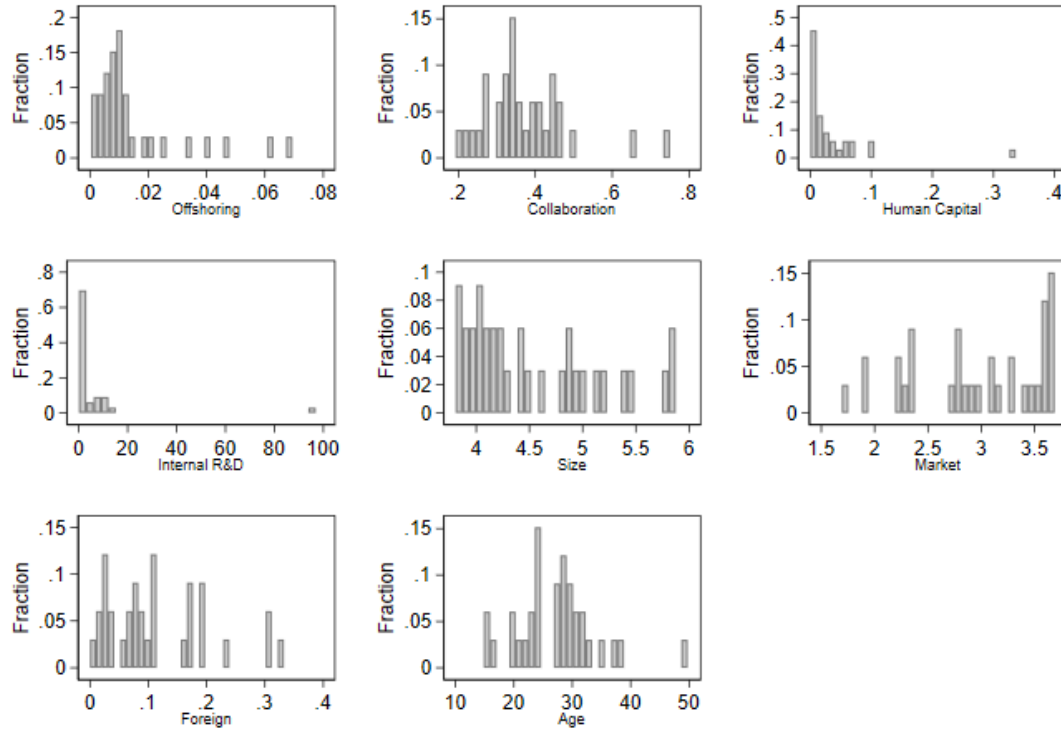 .2
.15
.1
.05
0
Fraction
0 .02 .04 .06 .08
Offshoring
.15
.1
.05
0
Fraction
.2 .4 .6 .8
Collaboration
.5
.4
.3
.2
.1
0
Fraction
0 .1 .2 .3 .4
Human Capital
.8
.6
.4
.2
0
Fraction
0 20 40 60 80 100
Internal R&D
.1
.08
.06
.04
.02
0
Fraction
4 4.5 5 5.5 6
Size
.15
.1
.05
0
Fraction
1.5 2 2.5 3 3.5
Market
.15
.1
.05
0
Fraction
0 .1 .2 .3 .4
Foreign
.15
.1
.05
0
Fraction
10 20 30 40 50
Age